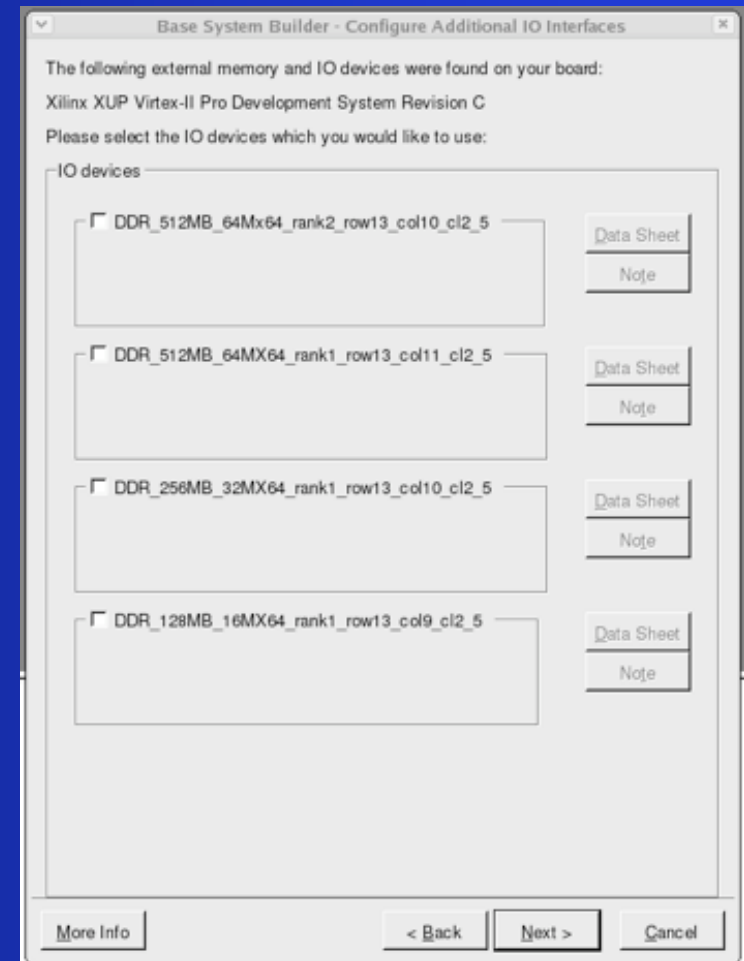 Base System Builder - Configure Additional IO Interfaces
The following external memory and IO devices were found on your board:
Xilinx XUP Virtex-II Pro Development System Revision C
Please select the IO devices which you would like to use:
IO devices
DDR_512MB_64Mx64_rank2_row13_col10_cl2_5
Data Sheet
Note
DDR_512MB_64MX64_rank1_row13_col11_cl2_5
Data Sheet
Note
DDR_256MB_32MX64_rank1_row13_col10_cl2_5
Data Sheet
Note
DDR_128MB_16MX64_rank1_row13_col9_cl2_5
Data Sheet
Note
More Info
< Back
Next >
Cancel